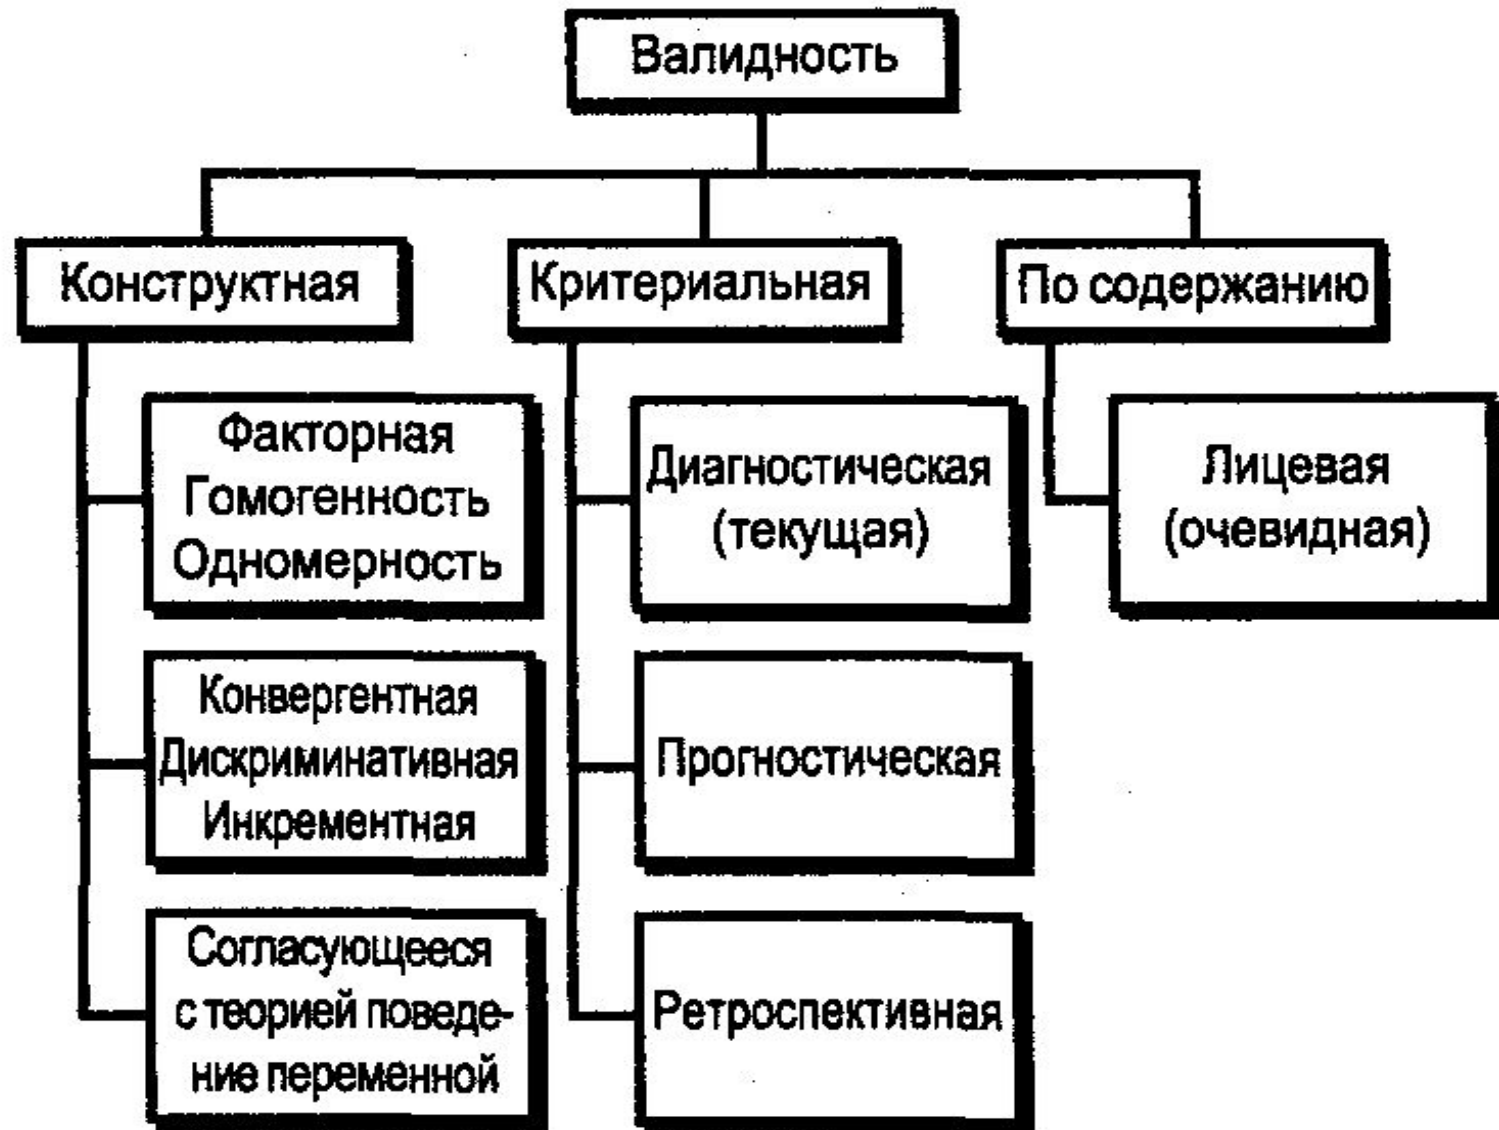 Валидность
Конструктная
Критериальная
По содержанию
Факторная
Гомогенность
Одномерность
Диагностическая
(текущая)
Лицевая
(очевидная)
Конвергентная
Дискриминативная
Инкрементная
Прогностическая
Согласующееся
с теорией поведе-
ние переменной
Ретроспективная